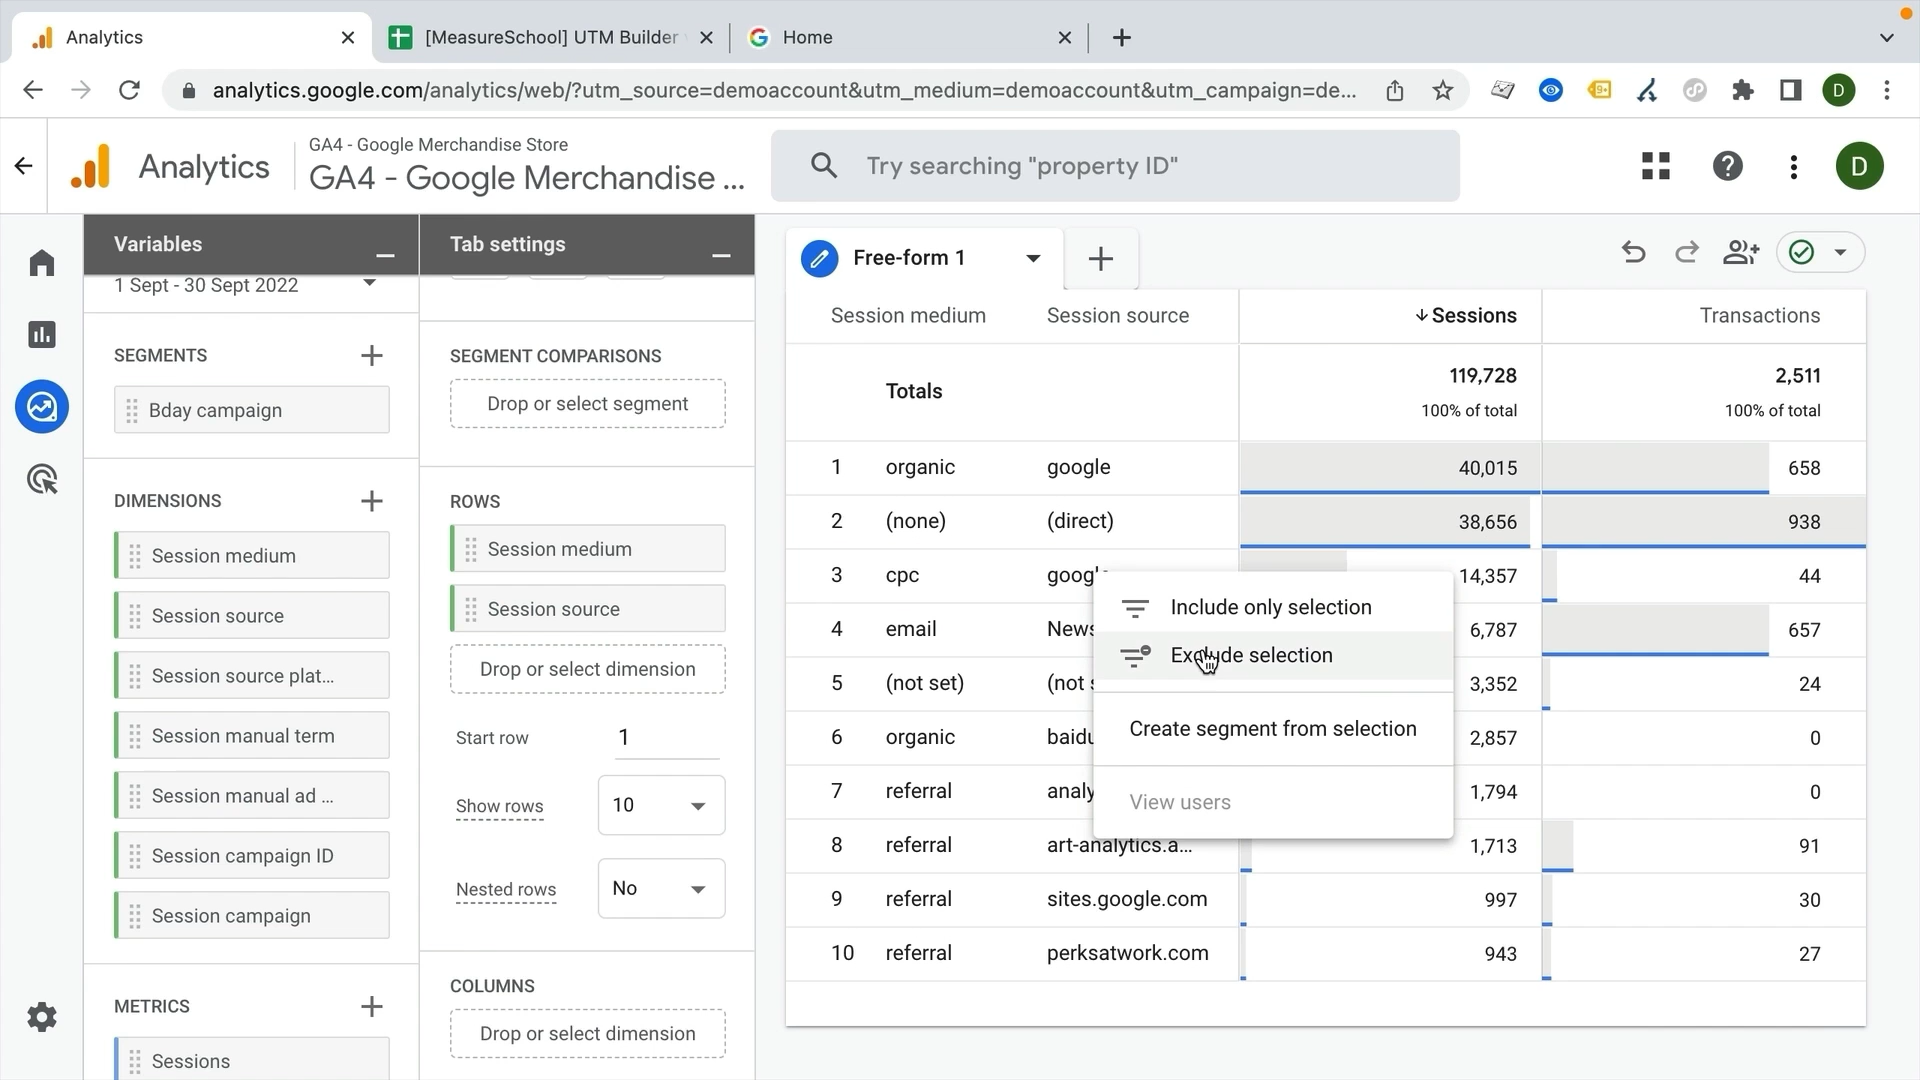 Analytics
[MeasureSchool] UTM Builder
Home
analytics.google.com/analytics/web/?utm_source=demoaccount&utm_medium=demoaccount&utm_campaign=de...
D
Analytics
GA4 - Google Merchandise Store
GA4 - Google Merchandise ...
Try searching "property ID"
D
Variables
1 Sept - 30 Sept 2022
SEGMENTS
Bday campaign
DIMENSIONS
Session medium
Session source
Session source plat...
Session manual term
Session manual ad ...
Session campaign ID
Session campaign
METRICS
Sessions
Tab settings
SEGMENT COMPARISONS
Drop or select segment
ROWS
Session medium
Session source
Drop or select dimension
Start row 1
Show rows 10
Nested rows No
COLUMNS
Drop or select dimension
Free-form 1
Session medium Session source Sessions Transactions
Totals 119,728 2,511
100% of total 100% of total
1 organic google 40,015 658
2 (none) (direct) 38,656 938
3 cpc 14,357 44
4 email 6,787 657
5 (not set) 3,352 24
6 organic 2,857 0
7 referral 1,794 0
8 referral art-analytics.a... 1,713 91
9 referral sites.google.com 997 30
10 referral perksatwork.com 943 27
Include only selection
Exclude selection
Create segment from selection
View users